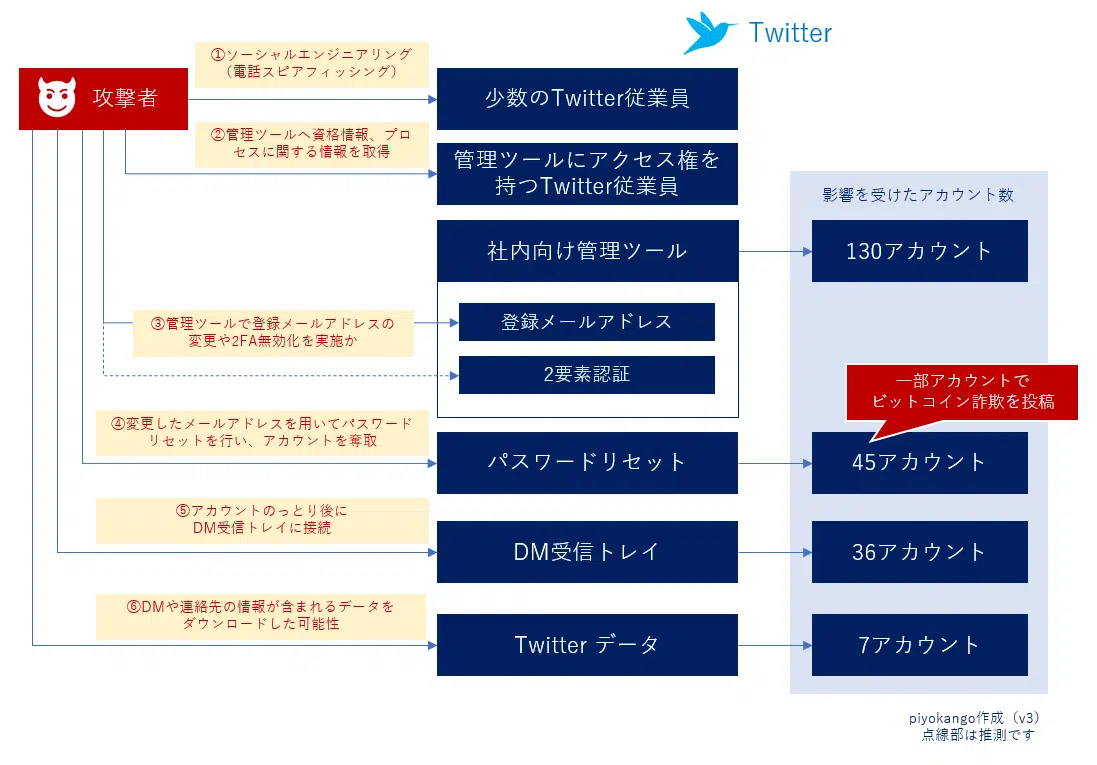 Twitter
①ソーシャルエンジニアリング
（電話スピアフィッシング）
攻撃者
少数のTwitter従業員
②管理ツールへ資格情報、プロ
セスに関する情報を取得
管理ツールにアクセス権を
持つTwitter従業員
影響を受けたアカウント数
社内向け管理ツール
130アカウント
③管理ツールで登録メールアドレスの
変更や2FA無効化を実施か
登録メールアドレス
2要素認証
一部アカウントで
ビットコイン詐欺を投稿
④変更したメールアドレスを用いてパスワード
リセットを行い、アカウントを奪取
パスワードリセット
45アカウント
⑤アカウントのっとり後に
DM受信トレイに接続
DM受信トレイ
36アカウント
⑥DMや連絡先の情報が含まれるデータを
ダウンロードした可能性
Twitter データ
7アカウント
piyokango作成（v3）
点線部は推測です